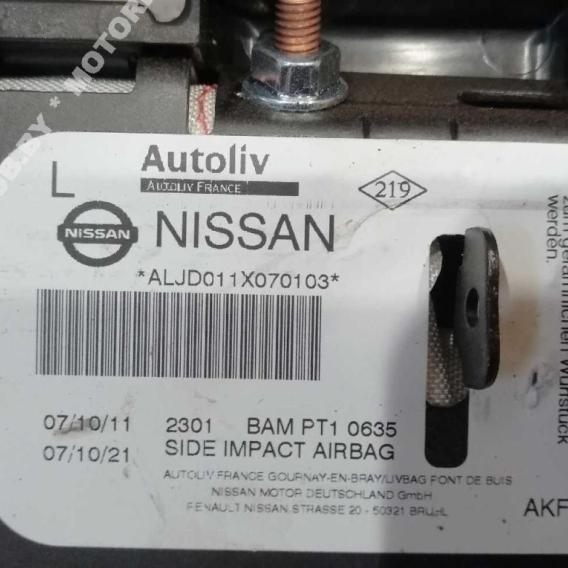 L
Autoliv
AUTOLIV FRANCE
219
NISSAN
NISSAN
*ALJD011X070103*
07/10/11 2301 BAM PT1 0635
07/10/21 SIDE IMPACT AIRBAG
AUTOLIV FRANCE GOURNAY-EN-BRAY/LIVBAG PONT DE BUIS
NISSAN MOTOR DEUTSCHLAND GmbH
RENAULT NISSAN STRASSE 20 - 50321 BRUHL
werden.
AKF